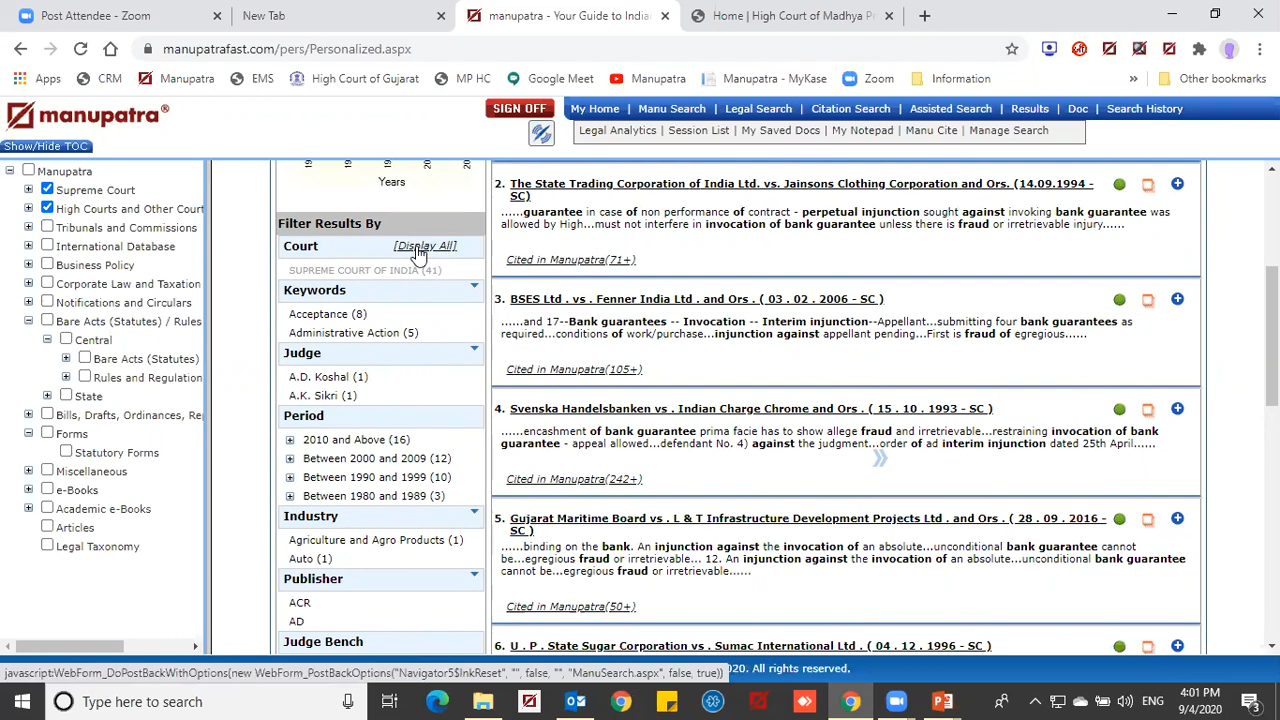 Post Attendee - Zoom
New Tab
manupatra - Your Guide to India
Home | High Court of Madhya P
manupatrafast.com/pers/Personalized.aspx
Apps
CRM
Manupatra
EMS
High Court of Gujarat
MP HC
Google Meet
Manupatra
Manupatra - MyKase
Zoom
Information
Other bookmarks
manupatra®
SIGN OFF
My Home | Manu Search | Legal Search | Citation Search | Assisted Search | Results | Doc | Search History
Legal Analytics | Session List | My Saved Docs | My Notepad | Manu Cite | Manage Search
Show/Hide TOC
Manupatra
Supreme Court
High Courts and Other Court
Tribunals and Commissions
International Database
Business Policy
Corporate Law and Taxation
Notifications and Circulars
Bare Acts (Statutes) / Rules
Central
Bare Acts (Statutes)
Rules and Regulation
State
Bills, Drafts, Ordinances, Re
Forms
Statutory Forms
Miscellaneous
e-Books
Academic e-Books
Articles
Legal Taxonomy
Years
Filter Results By
Court
[Display All]
SUPREME COURT OF INDIA (41)
Keywords
Acceptance (8)
Administrative Action (5)
Judge
A.D. Koshal (1)
A.K. Sikri (1)
Period
2010 and Above (16)
Between 2000 and 2009 (12)
Between 1990 and 1999 (10)
Between 1980 and 1989 (3)
Industry
Agriculture and Agro Products (1)
Auto (1)
Publisher
ACR
AD
Judge Bench
2. The State Trading Corporation of India Ltd. vs. Jainsons Clothing Corporation and Ors. (14.09.1994 -
SC)
......guarantee in case of non performance of contract - perpetual injunction sought against invoking bank guarantee was
allowed by High...must not interfere in invocation of bank guarantee unless there is fraud or irretrievable injury......
Cited in Manupatra(71+)
3. BSES Ltd . vs . Fenner India Ltd . and Ors . ( 03 . 02 . 2006 - SC )
......and 17--Bank guarantees -- Invocation -- Interim injunction--Appellant...submitting four bank guarantees as
required...conditions of work/purchase...injunction against appellant pending...First is fraud of egregious......
Cited in Manupatra(105+)
4. Svenska Handelsbanken vs . Indian Charge Chrome and Ors . ( 15 . 10 . 1993 - SC )
......encashment of bank guarantee prima facie has to show allege fraud and irretrievable...restraining invocation of bank
guarantee - appeal allowed...defendant No. 4) against the judgment...order of ad interim injunction dated 25th April......
Cited in Manupatra(242+)
5. Gujarat Maritime Board vs . L & T Infrastructure Development Projects Ltd . and Ors . ( 28 . 09 . 2016 -
SC )
......binding on the bank. An injunction against the invocation of an absolute...unconditional bank guarantee cannot
be...egregious fraud or irretrievable... 12. An injunction against the invocation of an absolute...unconditional bank guarantee
cannot be...egregious fraud or irretrievable......
Cited in Manupatra(50+)
6. U . P . State Sugar Corporation vs . Sumac International Ltd . ( 04 . 12 . 1996 - SC )
javascript:WebForm_DoPostBackWithOptions(new WebForm_PostBackOptions("Navigator5$lnkReset", "", false, "", "ManuSearch.aspx", false, true))
2020. All rights reserved.
Type here to search
ENG
4:01 PM
9/4/2020
3